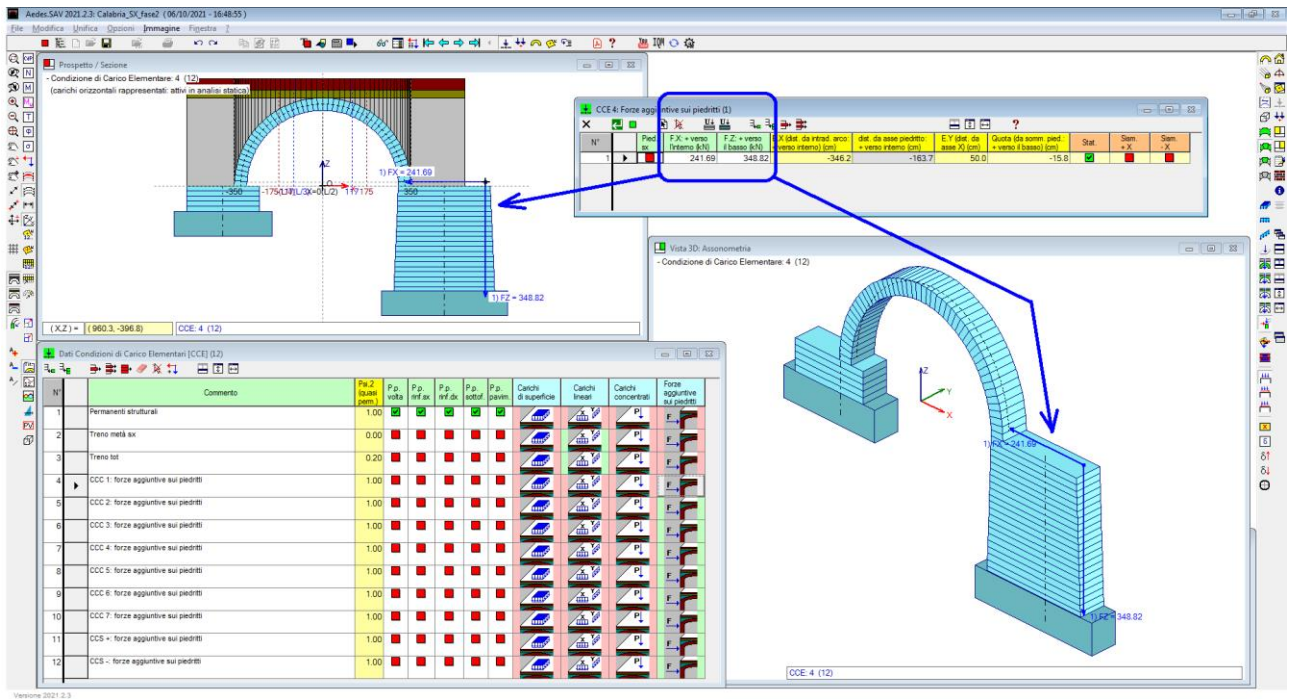 Aedes.SAV 2021.2.3: Calabria_SX_fase2 ( 06/10/2021 - 16:48:55 )
File Modifica Unifica Opzioni Immagine Finestra ?
Prospetto / Sezione
- Condizione di Carico Elementare: 4 (12)
(carichi orizzontali rappresentati: attivi in analisi statica)
Z
1) FX = 241.69
-350
350
1) FZ = 348.82
( X,Z ) = ( 960.3, -396.8) CCE: 4 (12)
CCE 4: Forze aggiuntive sui piedritti (1)
N° Pied. sx F.X: + verso l'interno (kN) F.Z: + verso il basso (kN) E.X (dist. da intrad. arco: + verso interno) (cm) dist. da asse piedritto: + verso interno) (cm) E.Y (dist. da asse X) (cm) Quota (da somm. pied. + verso il basso) (cm) Stat. Sism. + X Sism. - X
1 241.69 348.82 -346.2 -163.7 50.0 -15.8
Vista 3D: Assonometria
- Condizione di Carico Elementare: 4 (12)
Z
Y
X
1) FX = 241.69
1) FZ = 348.82
CCE: 4 (12)
Dati Condizioni di Carico Elementari [CCE] (12)
N° Commento Psi,2 (quasi perm.) P.p. volta P.p. rinf.sx P.p. rinf.dx P.p. sottof. P.p. pavim. Carichi di superficie Carichi lineari Carichi concentrati Forze aggiuntive sui piedritti
1 Permanenti strutturali 1.00
2 Treno metà sx 0.00
3 Treno tot 0.20
4 CCC 1: forze aggiuntive sui piedritti 1.00
5 CCC 2: forze aggiuntive sui piedritti 1.00
6 CCC 3: forze aggiuntive sui piedritti 1.00
7 CCC 4: forze aggiuntive sui piedritti 1.00
8 CCC 5: forze aggiuntive sui piedritti 1.00
9 CCC 6: forze aggiuntive sui piedritti 1.00
10 CCC 7: forze aggiuntive sui piedritti 1.00
11 CCS +: forze aggiuntive sui piedritti 1.00
12 CCS -: forze aggiuntive sui piedritti 1.00
Versione 2021.2.3